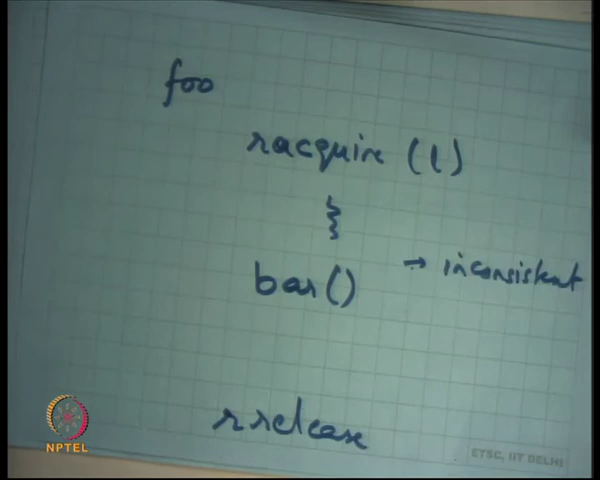 foo
racquire (l)
bar() → inconsistent
rrelease
NPTEL
ETSC, IIT DELHI